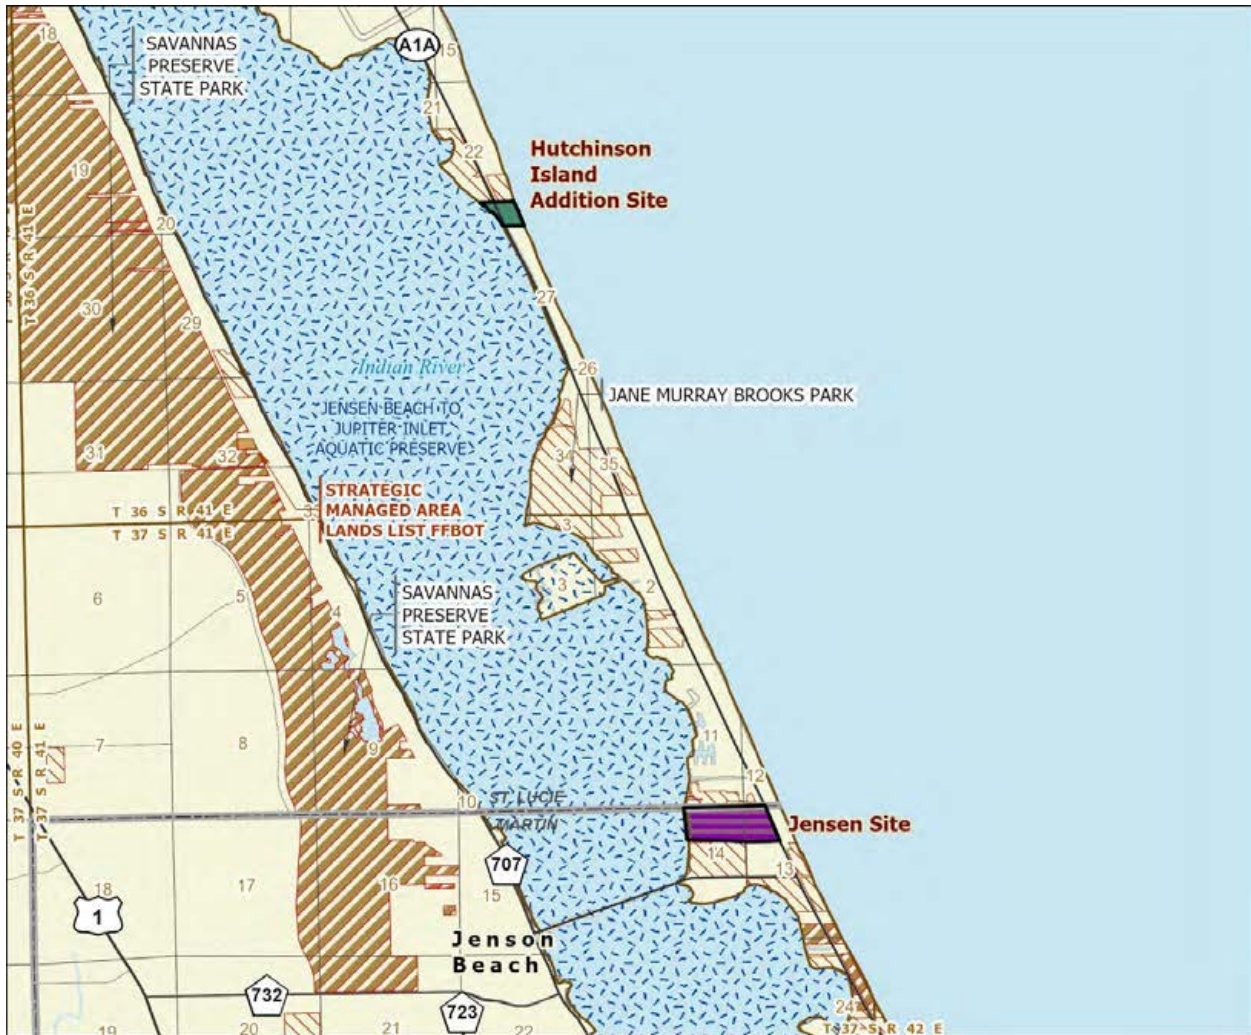 18
SAVANNAS
PRESERVE
STATE PARK
A1A
15
21
22
Hutchinson
Island
Addition Site
19
20
T 36 S R 41 E
30
29
27
26
Indian River
JANE MURRAY BROOKS PARK
JENSEN BEACH TO
JUPITER INLET
AQUATIC PRESERVE
31
32
34
35
STRATEGIC
MANAGED AREA
LANDS LIST FFBOT
33
T 36 S R 41 E
T 37 S R 41 E
3
3
2
6
5
4
SAVANNAS
PRESERVE
STATE PARK
7
8
9
11
12
T 37 S R 40 E
T 37 S R 41 E
10
ST. LUCIE
MARTIN
Jensen Site
14
13
707
18
17
16
15
1
Jenson
Beach
732
723
24
19
20
21
22
T 37 S R 42 E